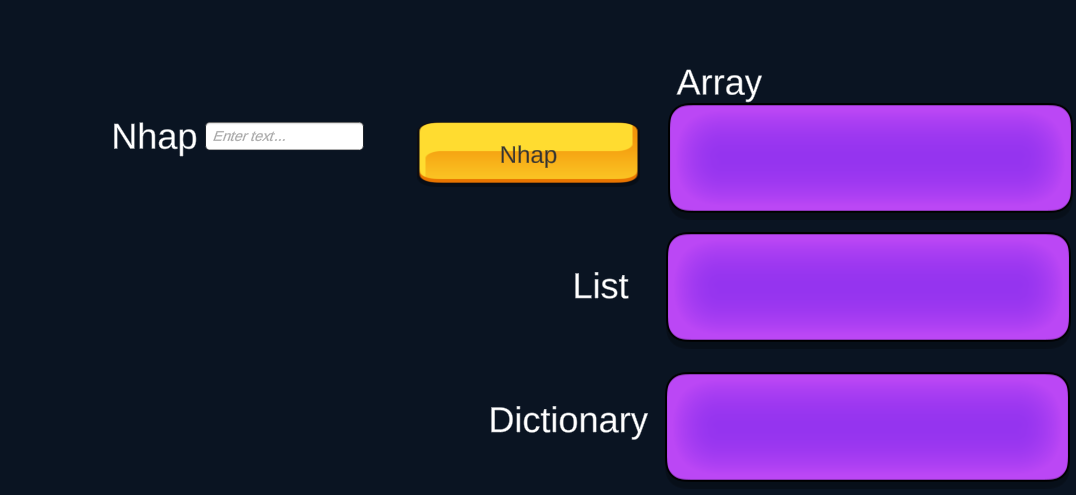 Array
Nhap
Enter text...
Nhap
List
Dictionary